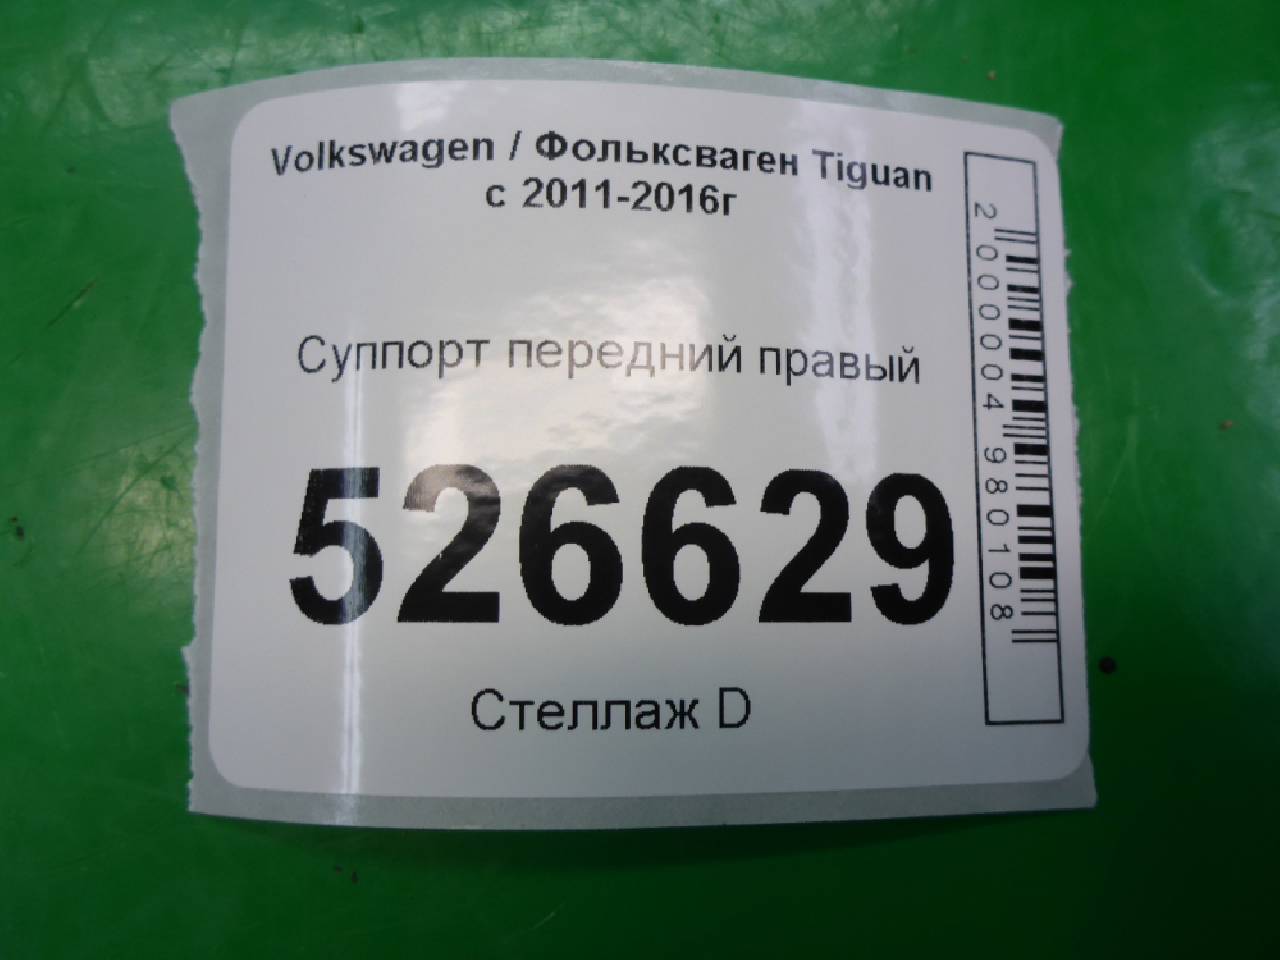 Volkswagen / Фольксваген Tiguan
с 2011-2016г
Суппорт передний правый
526629
Стеллаж D
2000004980108